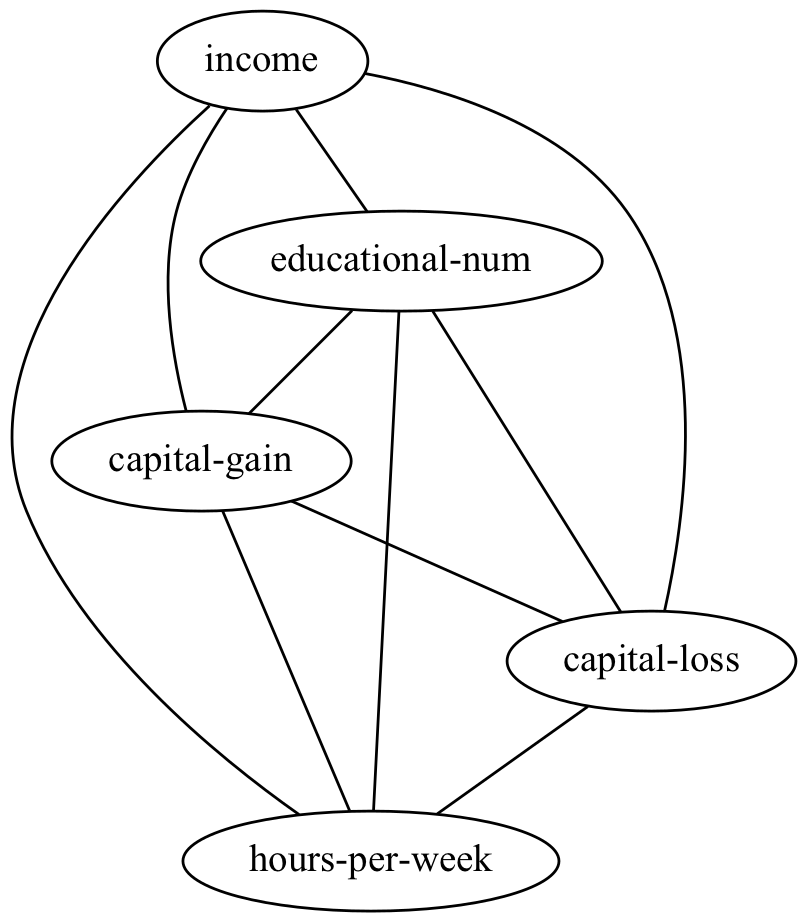 income
educational-num
capital-gain
capital-loss
hours-per-week